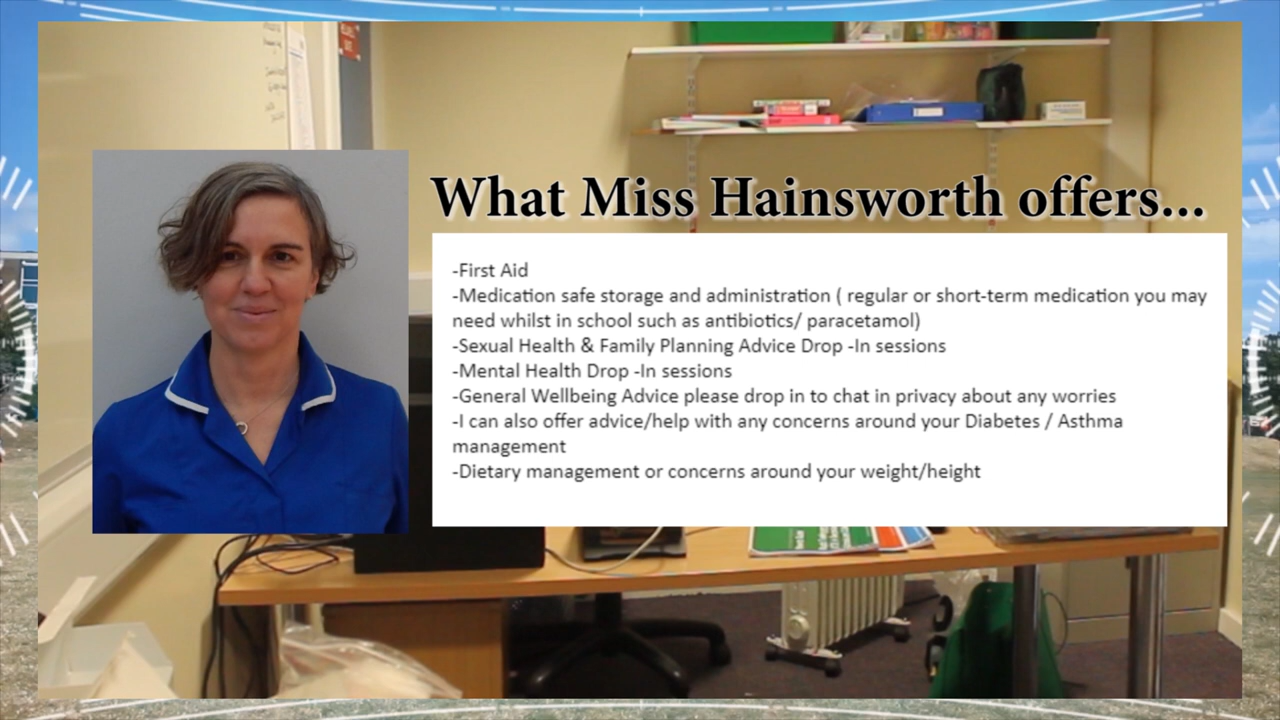 What Miss Hainsworth offers...
-First Aid
-Medication safe storage and administration ( regular or short-term medication you may
need whilst in school such as antibiotics/ paracetamol)
-Sexual Health & Family Planning Advice Drop -In sessions
-Mental Health Drop -In sessions
-General Wellbeing Advice please drop in to chat in privacy about any worries
-I can also offer advice/help with any concerns around your Diabetes / Asthma
management
-Dietary management or concerns around your weight/height